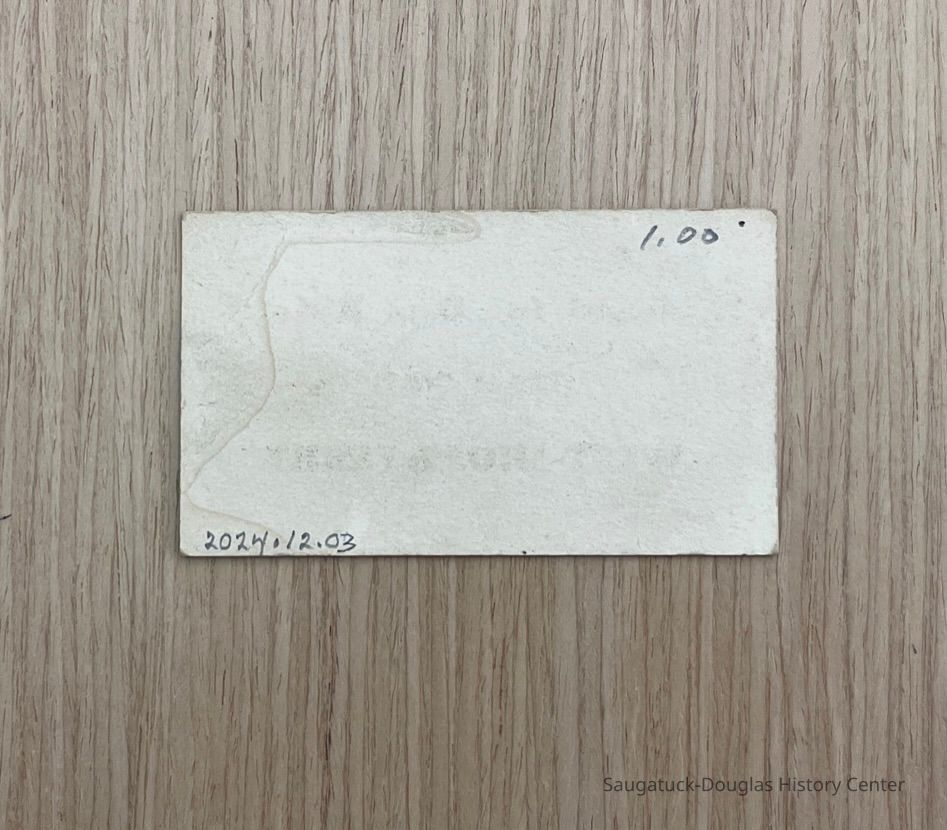 1.00
2024.12.03
Saugatuck-Douglas History Center